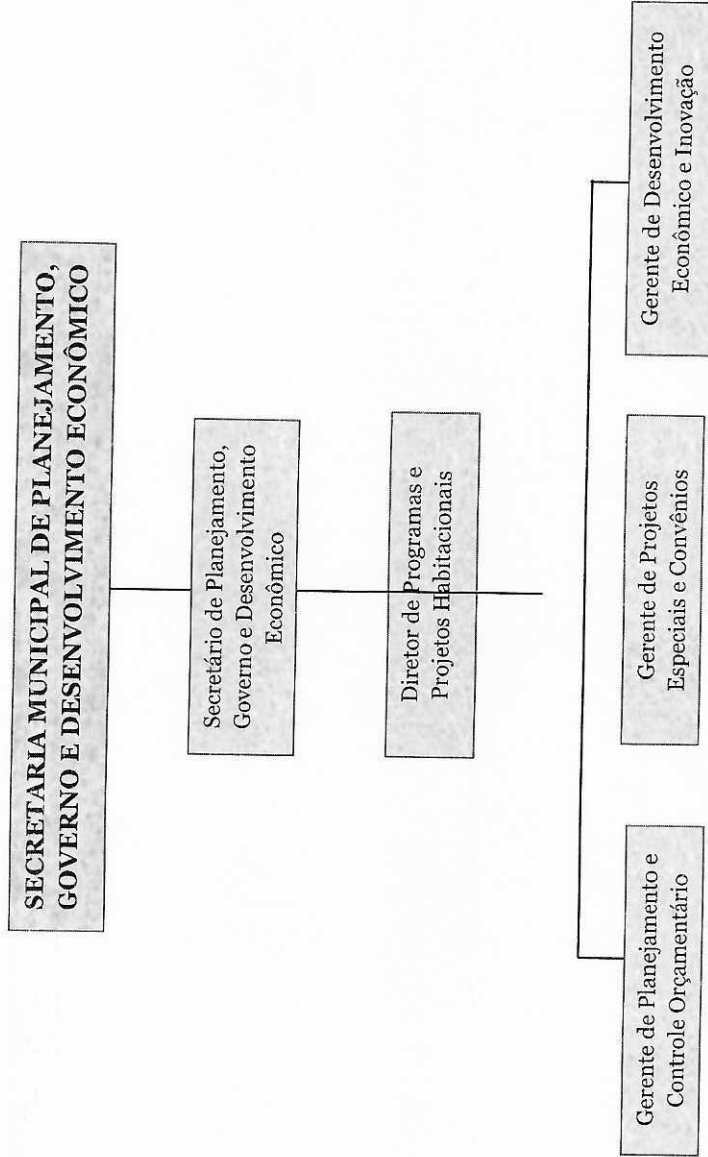 SECRETARIA MUNICIPAL DE PLANEJAMENTO,
GOVERNO E DESENVOLVIMENTO ECONÔMICO
Secretário de Planejamento,
Governo e Desenvolvimento
Econômico
Diretor de Programas e
Projetos Habitacionais
Gerente de Planejamento e
Controle Orçamentário
Gerente de Projetos
Especiais e Convênios
Gerente de Desenvolvimento
Econômico e Inovação